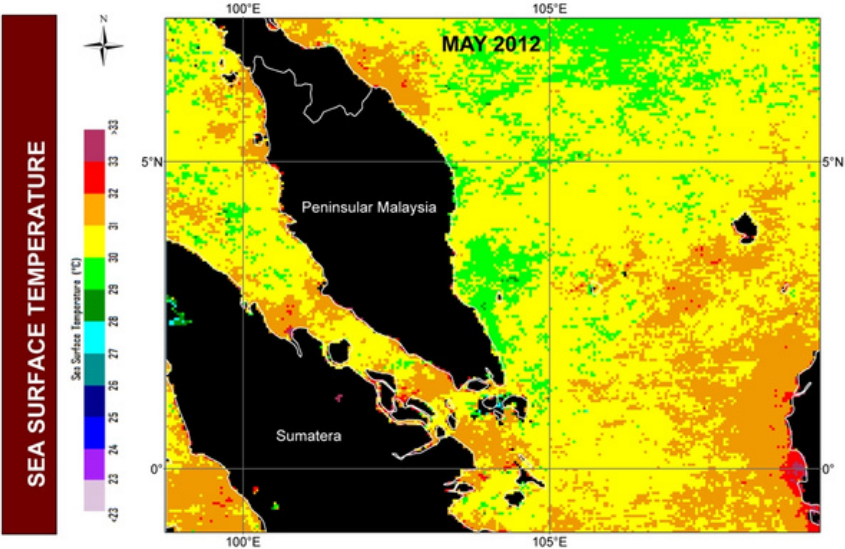 SEA SURFACE TEMPERATURE
N
Sea Surface Temperature (°C)
>33
33
32
31
30
29
28
27
26
25
24
23
<23
100°E
105°E
MAY 2012
5°N
5°N
Peninsular Malaysia
Sumatera
0°
0°
100°E
105°E